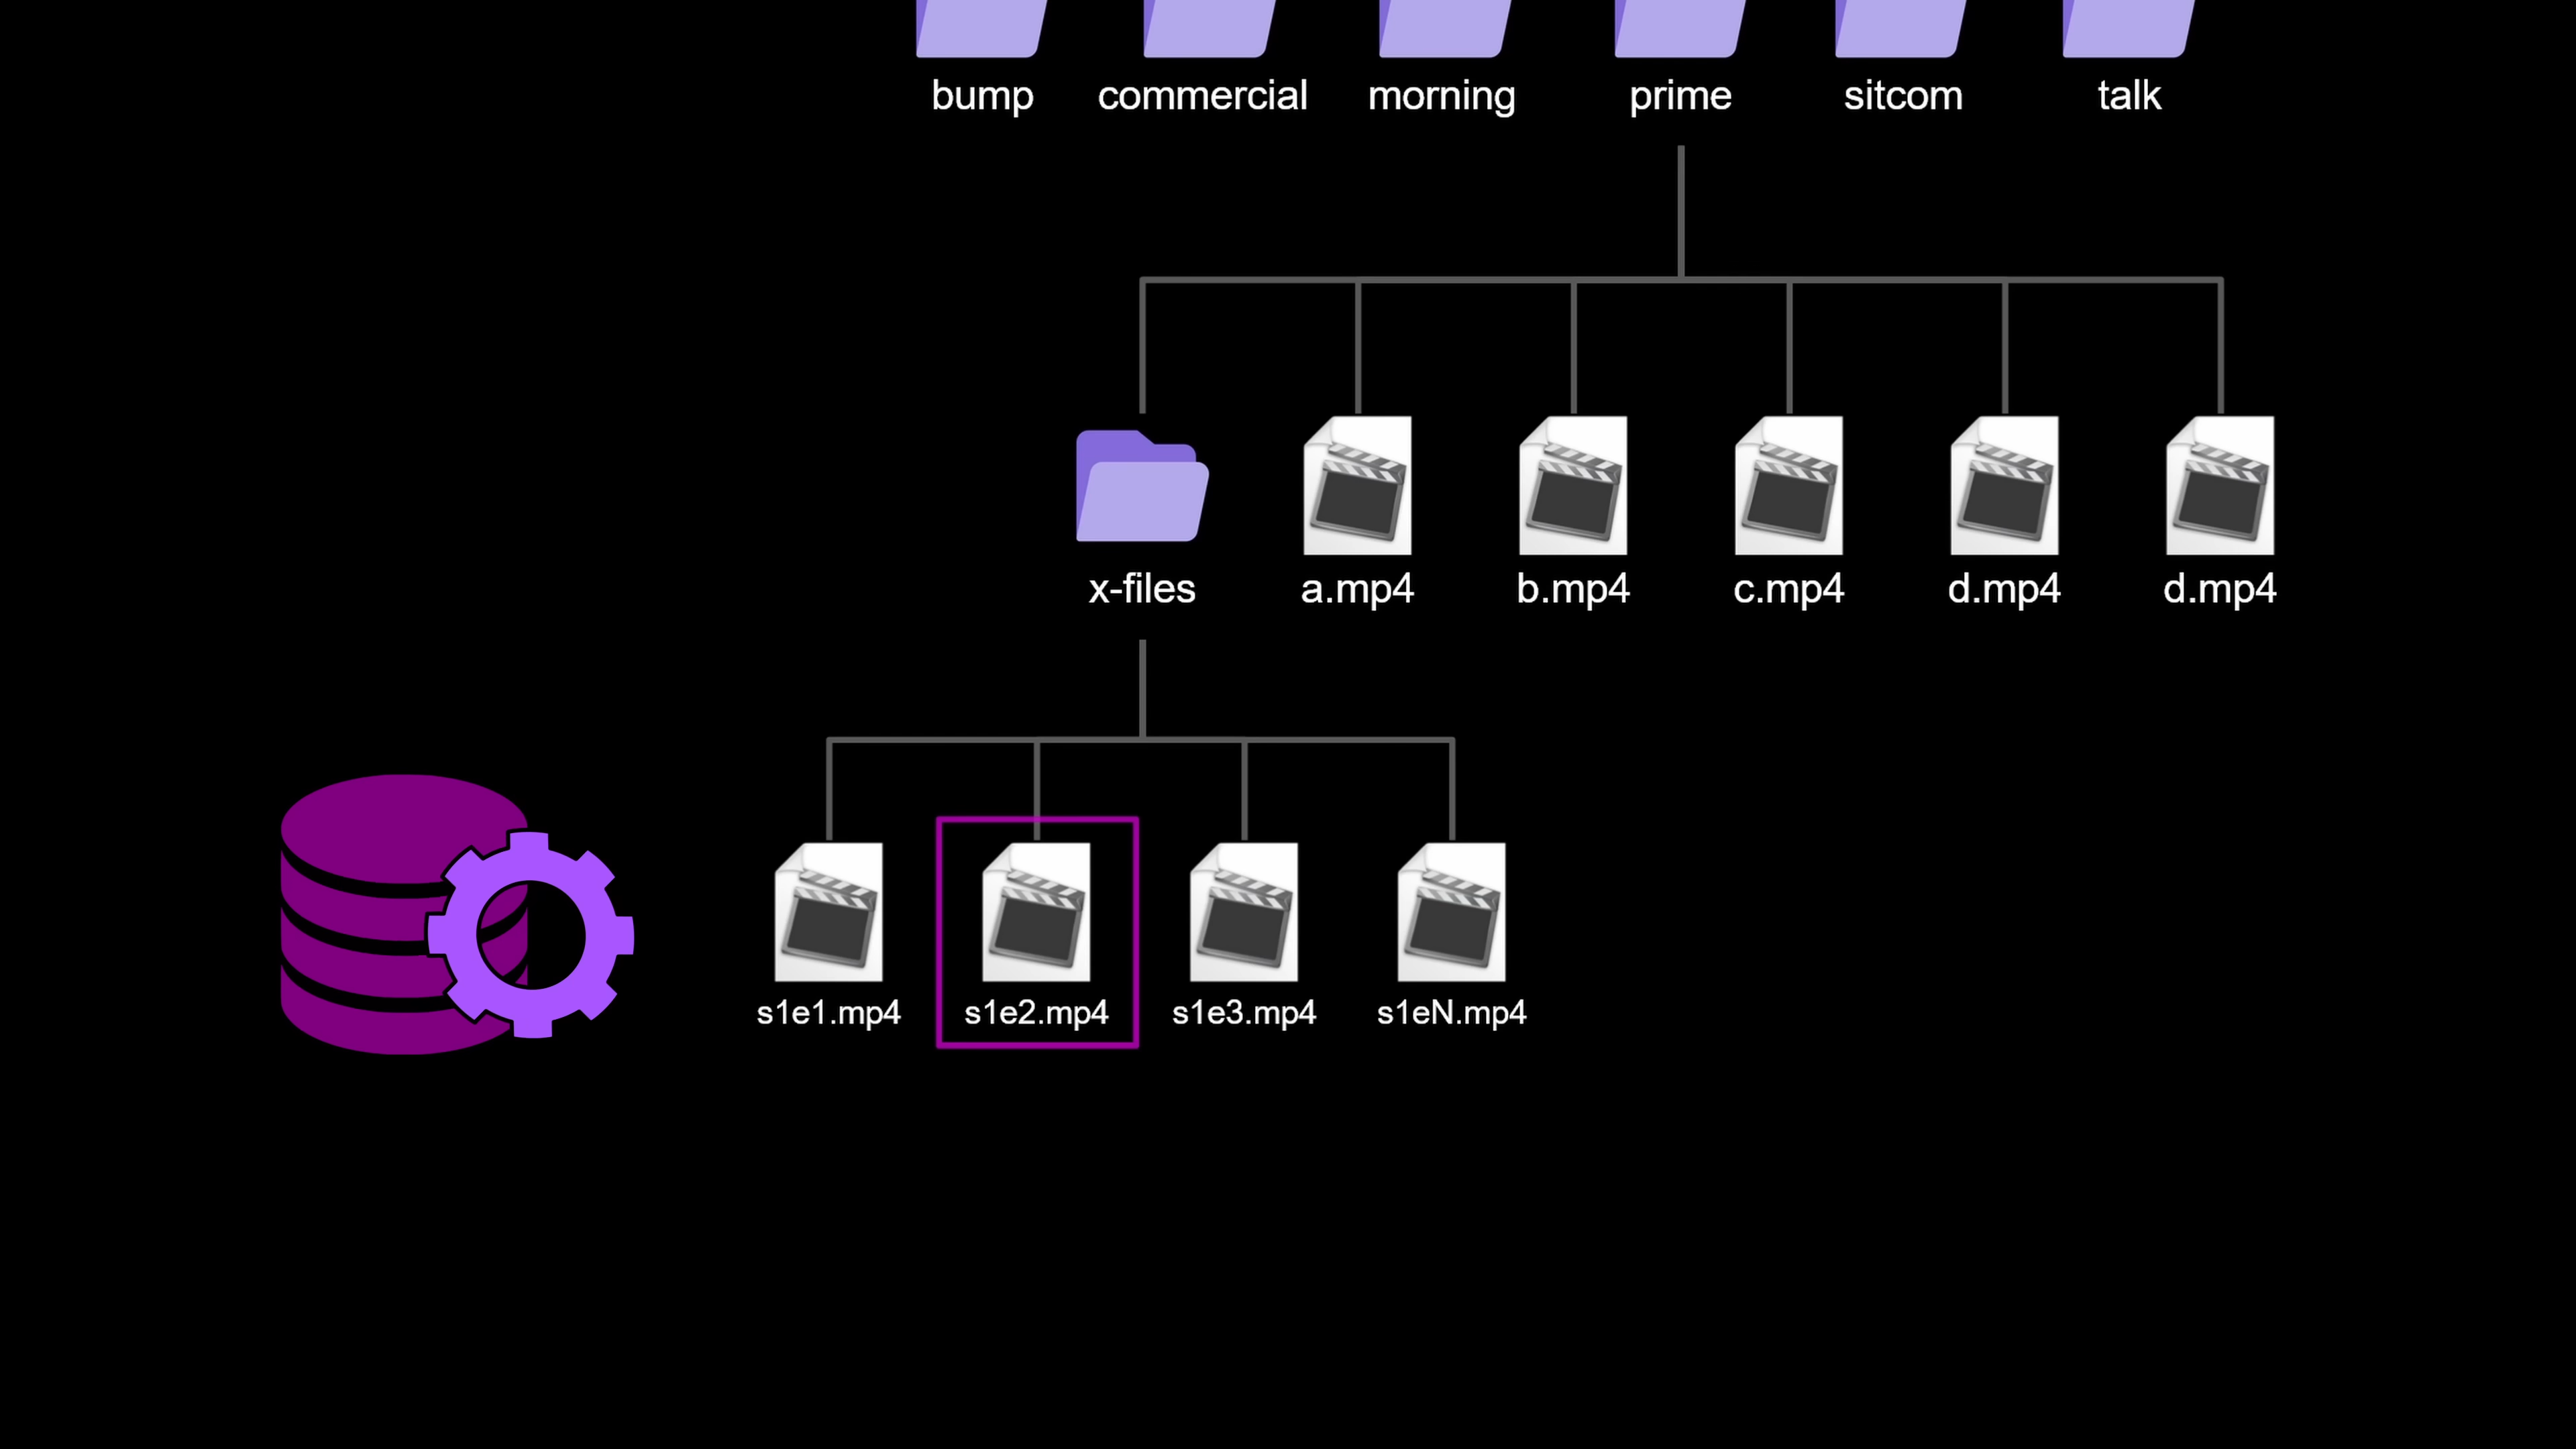 bump commercial morning prime sitcom talk
x-files a.mp4 b.mp4 c.mp4 d.mp4 d.mp4
s1e1.mp4 s1e2.mp4 s1e3.mp4 s1eN.mp4